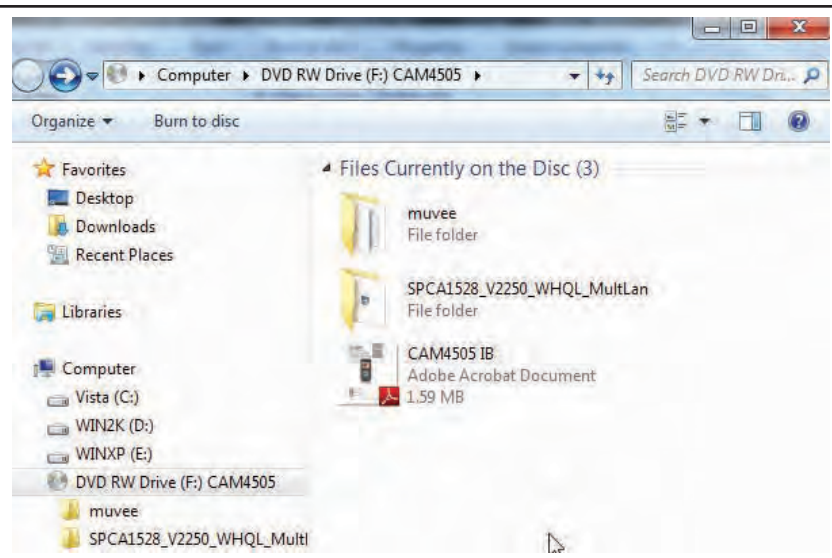 Computer ▸ DVD RW Drive (F:) CAM4505 ▸
Search DVD RW Dri...
Organize
Burn to disc
Favorites
Desktop
Downloads
Recent Places
Libraries
Computer
Vista (C:)
WIN2K (D:)
WINXP (E:)
DVD RW Drive (F:) CAM4505
muvee
SPCA1528_V2250_WHQL_Multl
Files Currently on the Disc (3)
muvee
File folder
SPCA1528_V2250_WHQL_MultLan
File folder
CAM4505 IB
Adobe Acrobat Document
1.59 MB